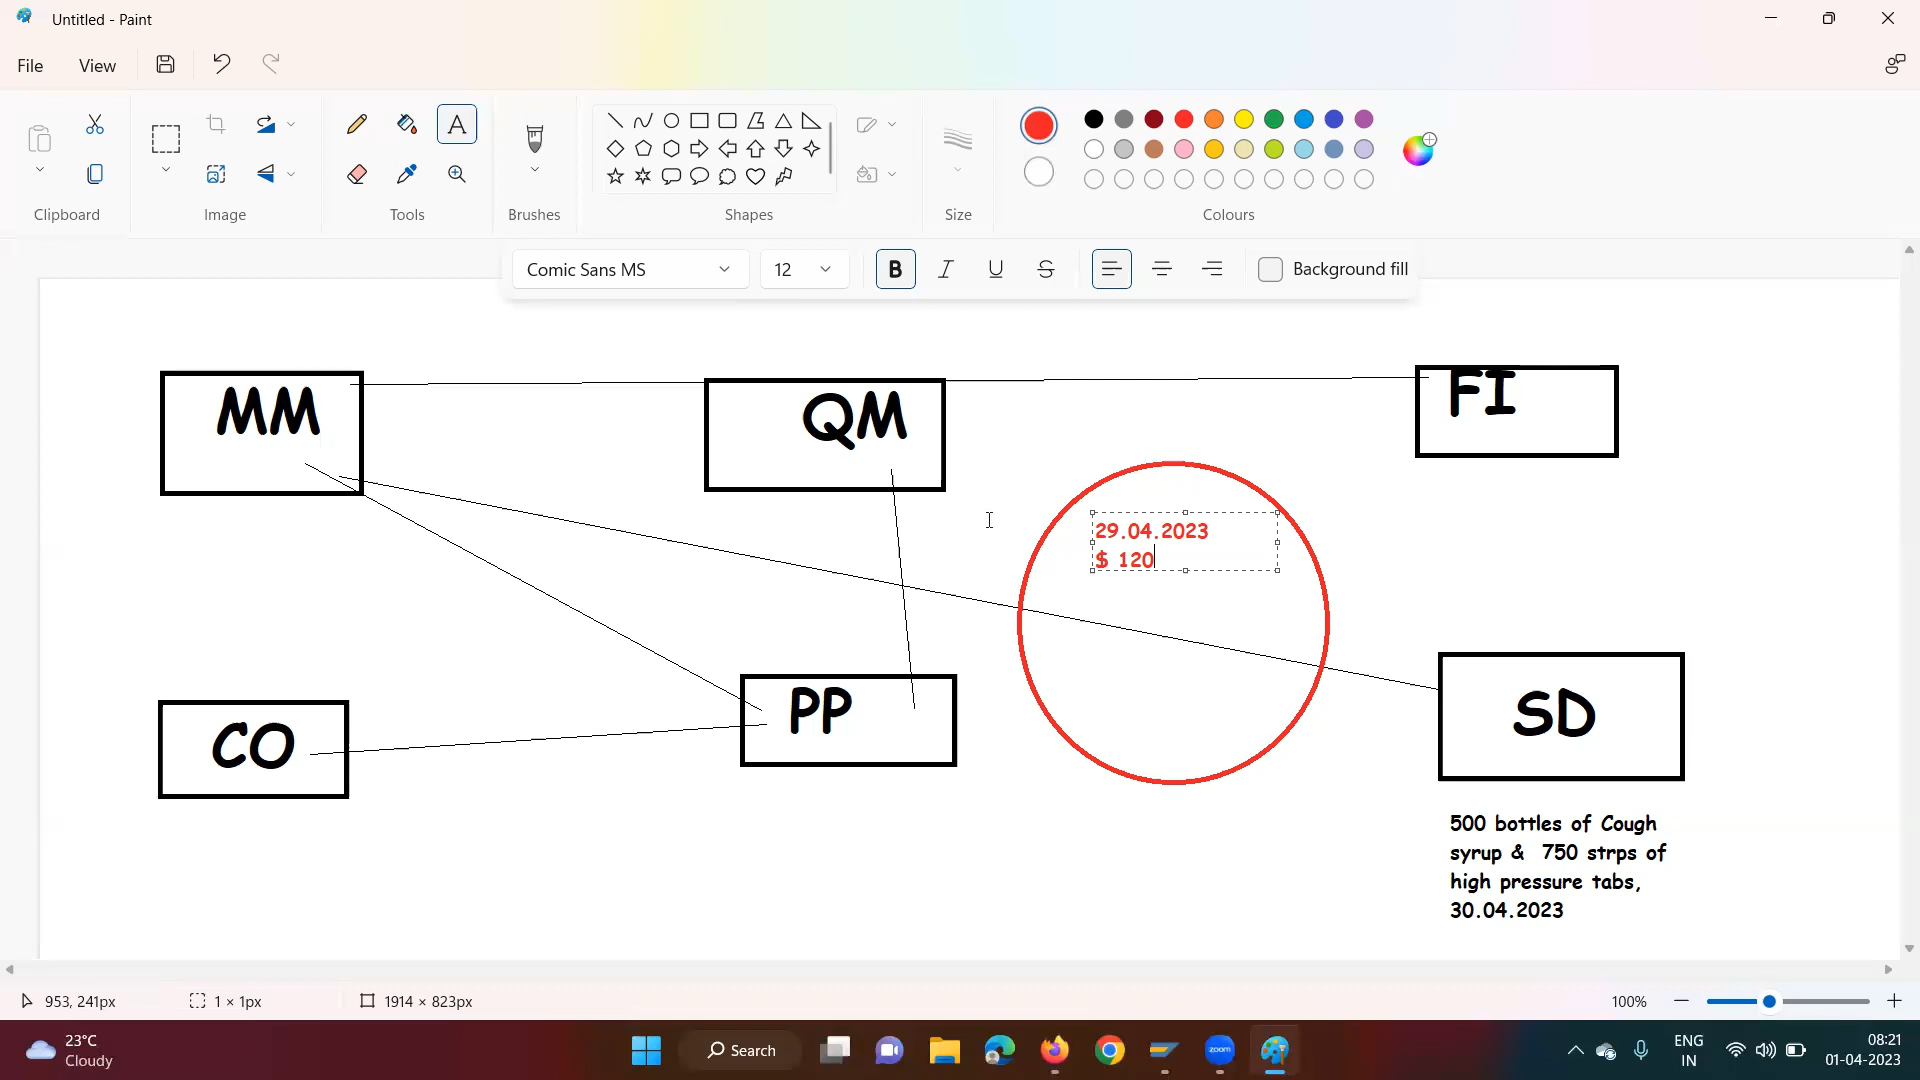 Untitled - Paint
File
View
Clipboard
Image
Tools
Brushes
Shapes
Size
Colours
A
Comic Sans MS
12
B
I
U
S
Background fill
MM
QM
FI
29.04.2023
$ 120
CO
PP
SD
500 bottles of Cough
syrup & 750 strps of
high pressure tabs,
30.04.2023
953, 241px
1 × 1px
1914 × 823px
100%
23°C
Cloudy
Search
zoom
ENG
IN
08:21
01-04-2023